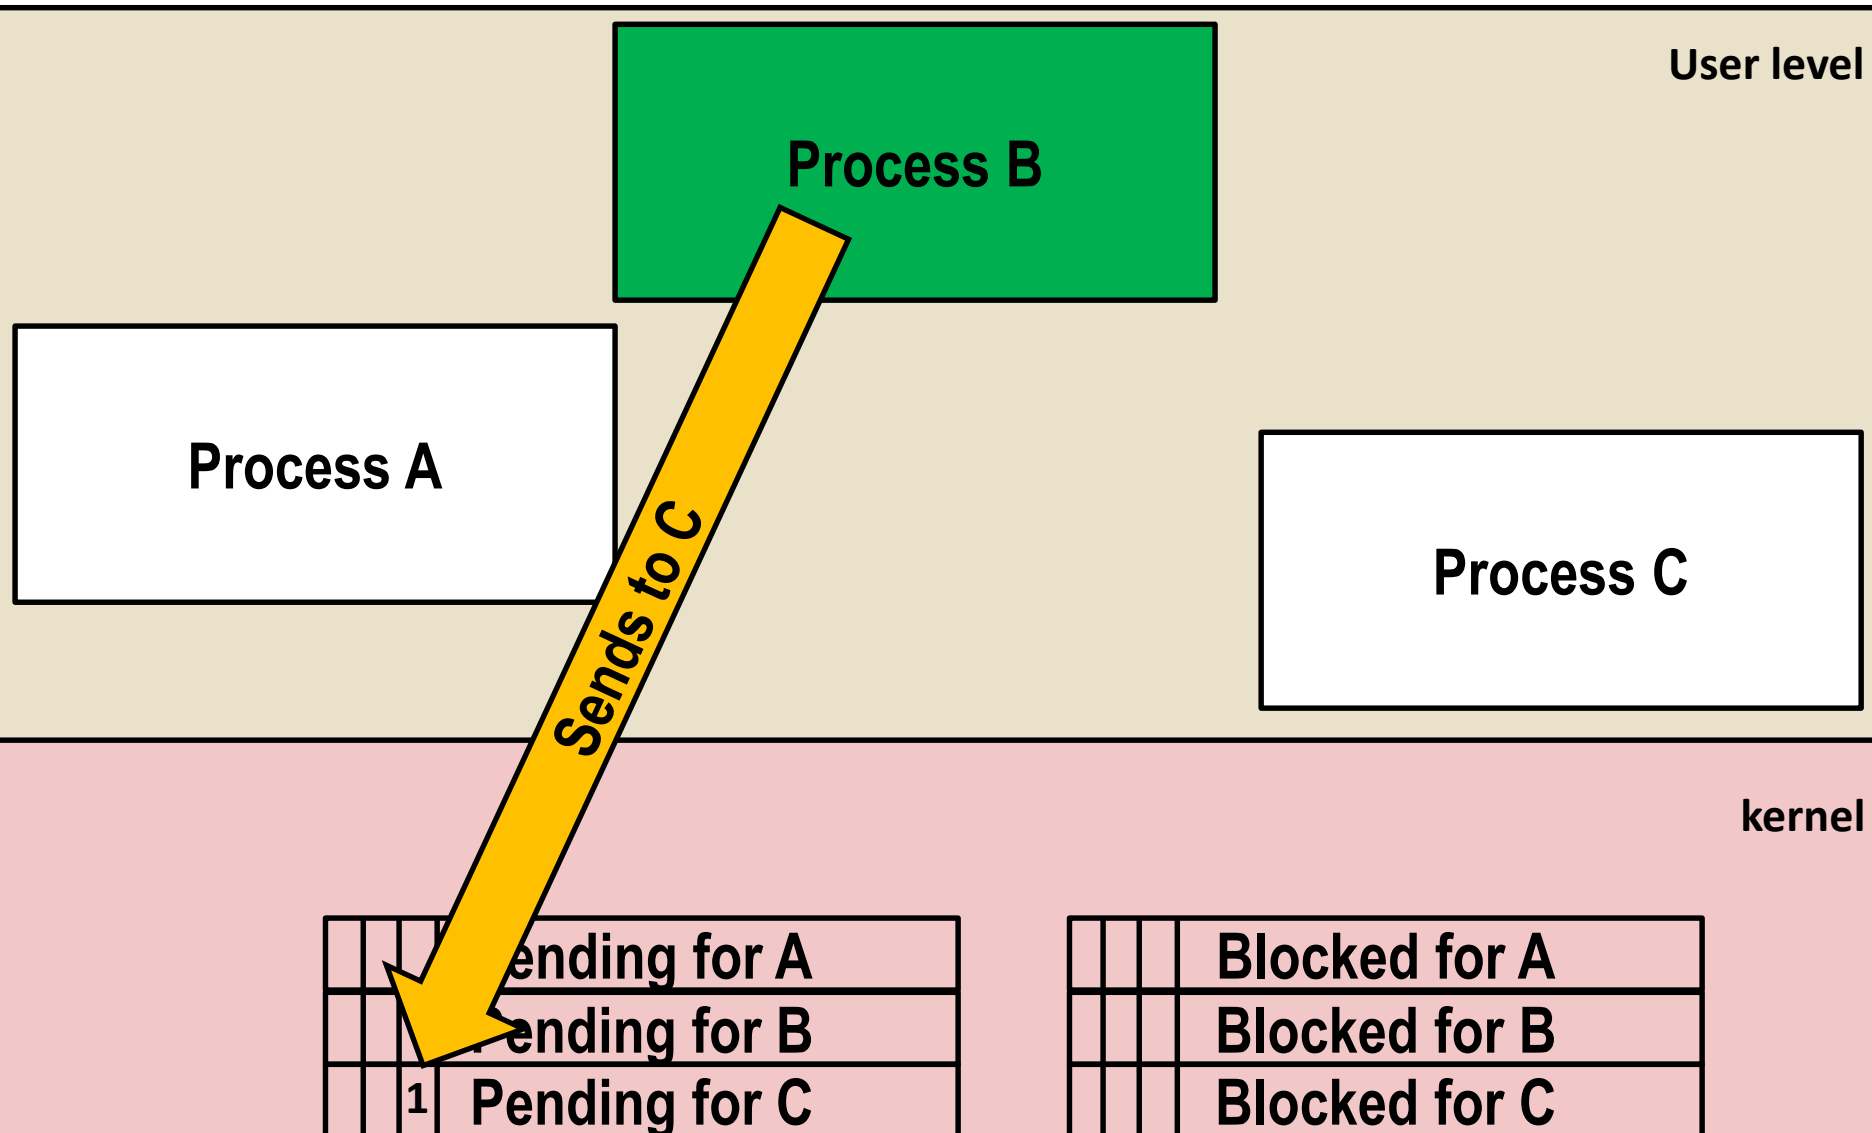 User level
Process B
Process A
Sends to C
Process C
kernel
ending for A
Blocked for A
Pending for B
Blocked for B
1 Pending for C
Blocked for C